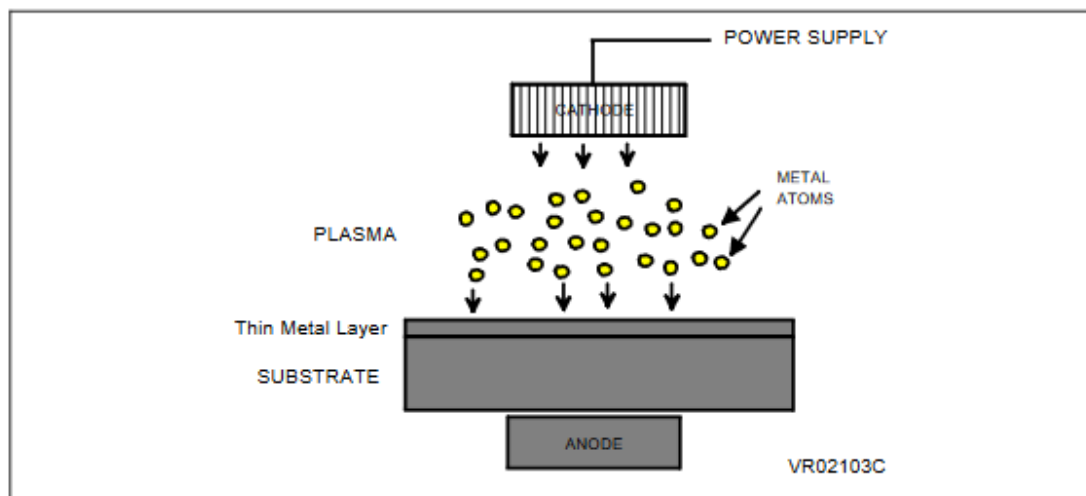 POWER SUPPLY
CATHODE
METAL
ATOMS
PLASMA
Thin Metal Layer
SUBSTRATE
ANODE
VR02103C